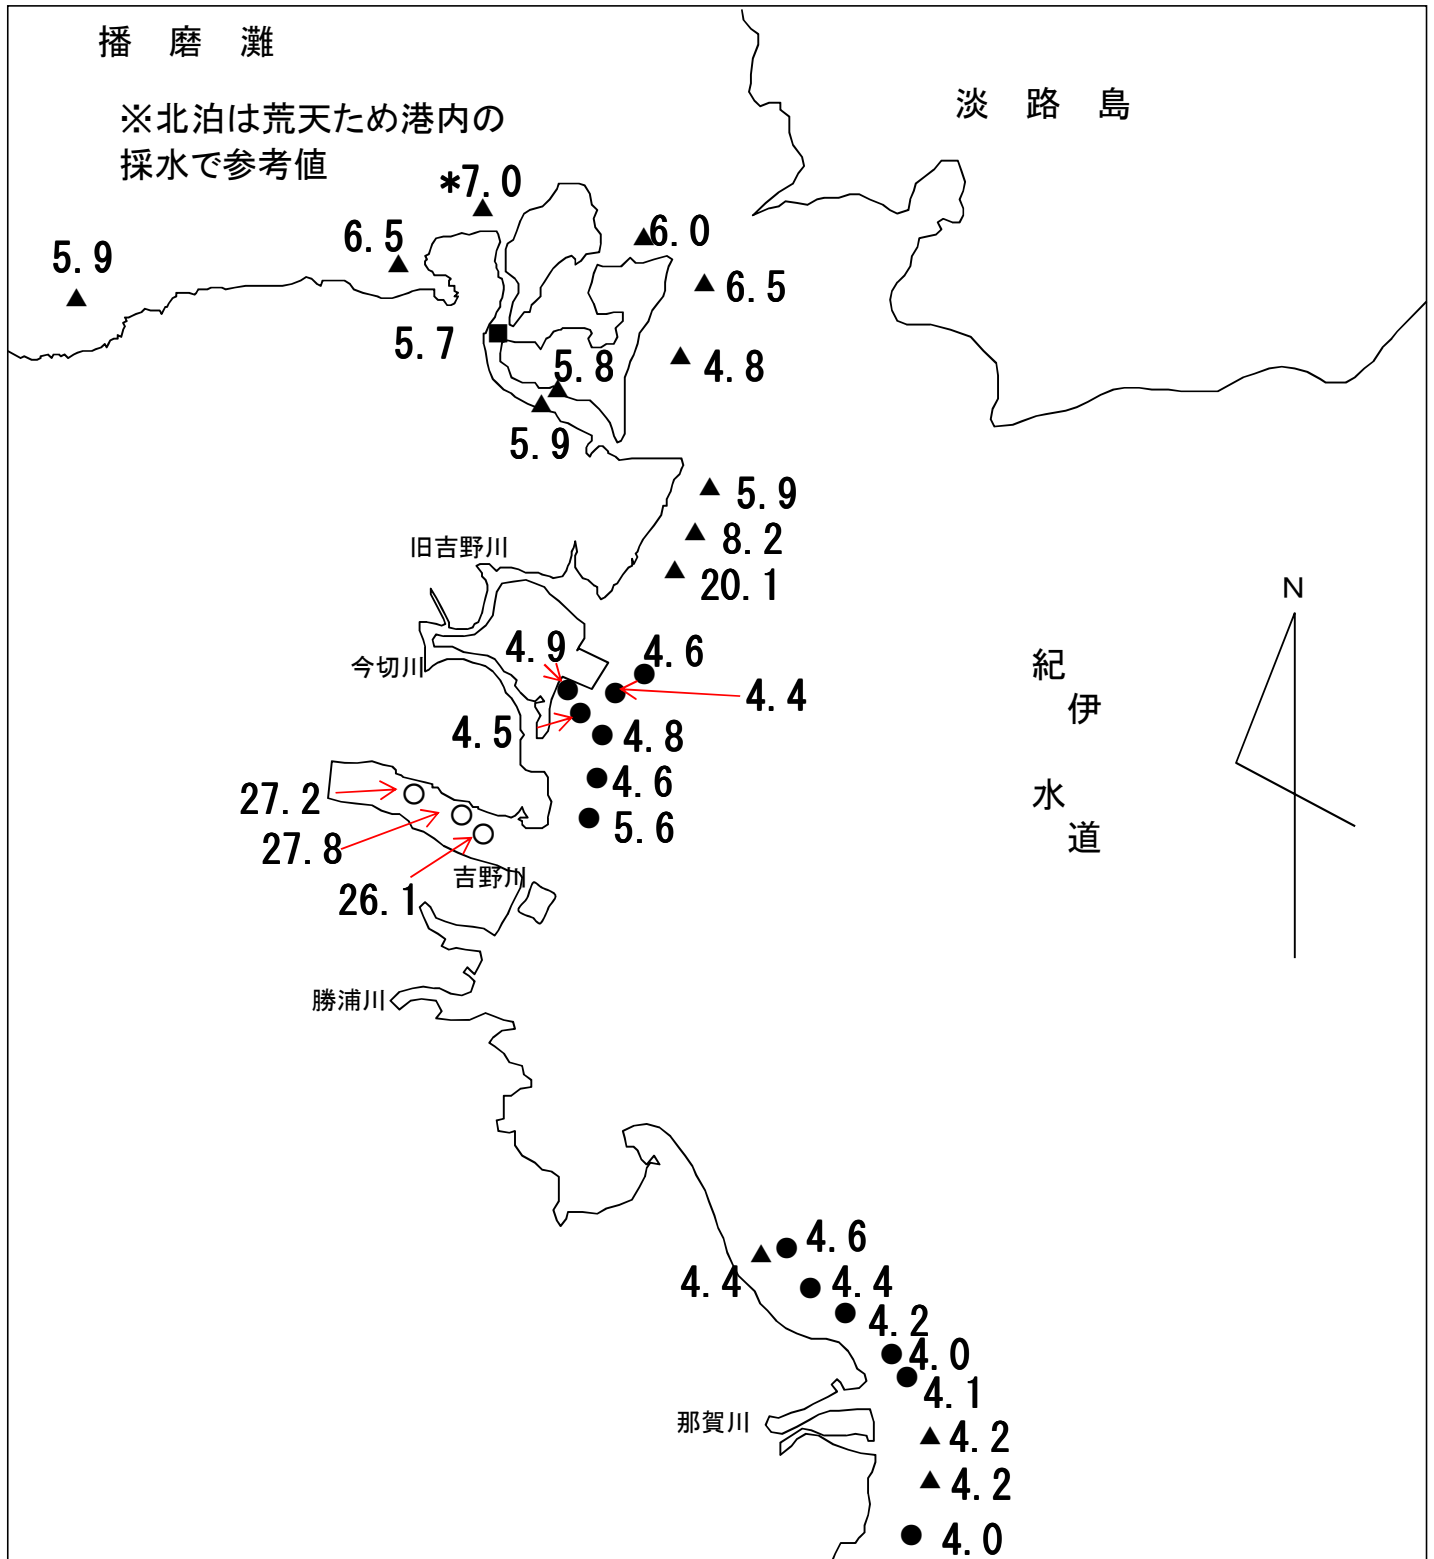 播 磨 灘
淡 路 島
※北泊は荒天ため港内の
採水で参考値
*7.0
6.5
6.0
5.9
6.5
5.7
5.8
4.8
5.9
5.9
8.2
旧吉野川
20.1
N
4.9
4.6
今切川
紀
伊
4.4
4.5
4.8
4.6
水
道
27.2
5.6
27.8
吉野川
26.1
勝浦川
4.6
4.4
4.4
4.2
4.0
4.1
那賀川
4.2
4.2
4.0